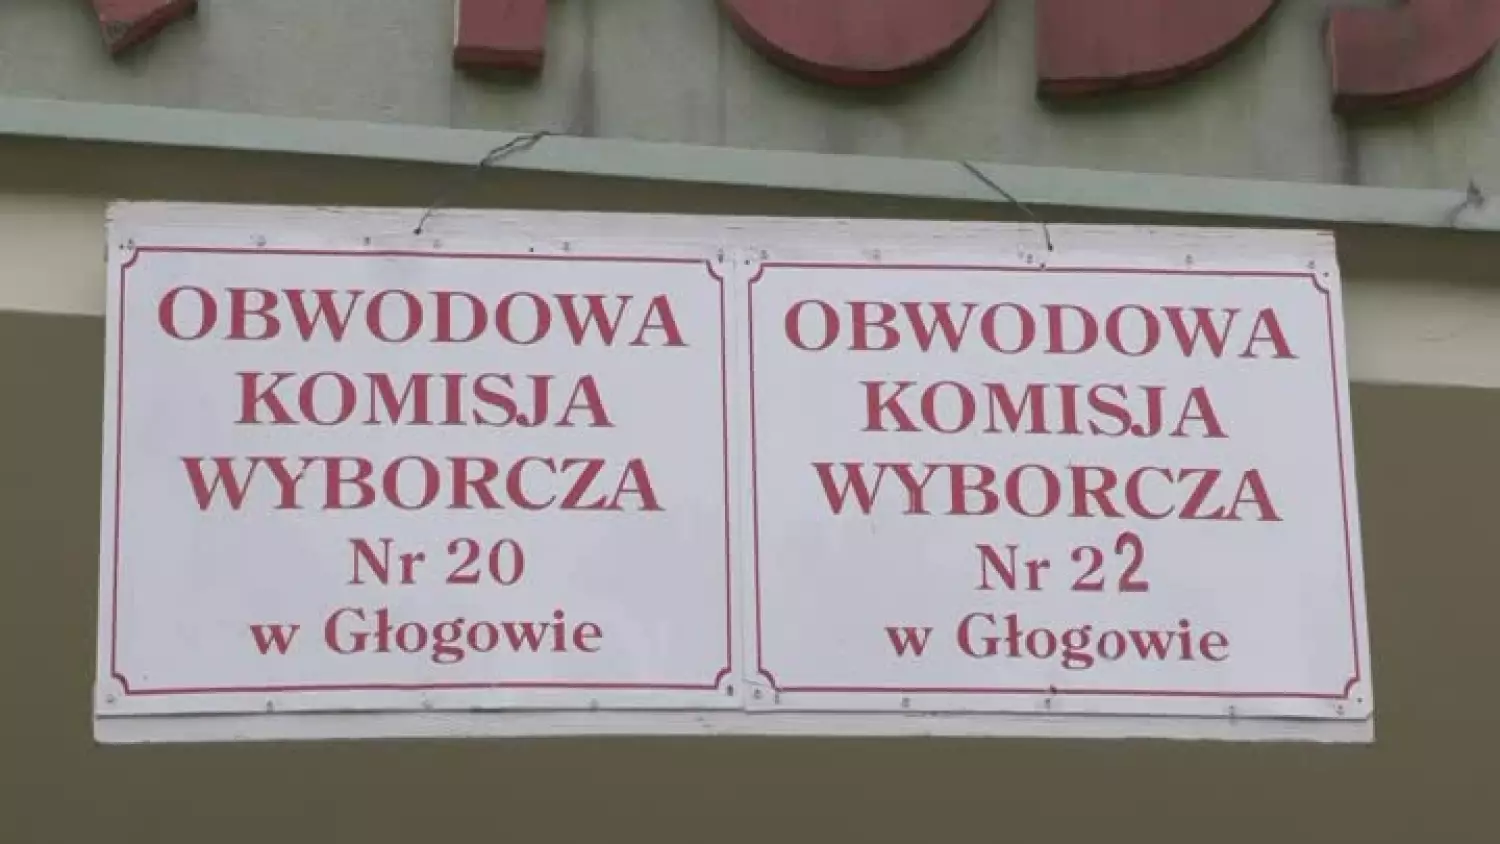 OBWODOWA
KOMISJA
WYBORCZA
Nr 20
w Głogowie
OBWODOWA
KOMISJA
WYBORCZA
Nr 22
w Głogowie